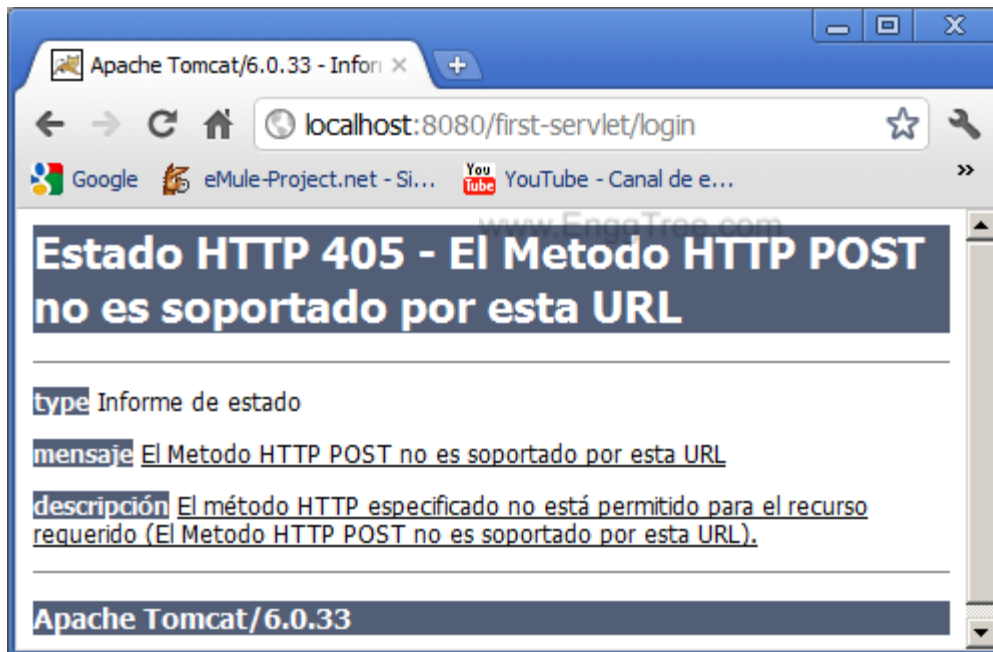 Apache Tomcat/6.0.33 - Infor
localhost:8080/first-servlet/login
Google eMule-Project.net - Si... You Tube YouTube - Canal de e... »
www.EnggTree.com
Estado HTTP 405 - El Metodo HTTP POST
no es soportado por esta URL
type Informe de estado
mensaje El Metodo HTTP POST no es soportado por esta URL
descripción El método HTTP especificado no está permitido para el recurso
requerido (El Metodo HTTP POST no es soportado por esta URL).
Apache Tomcat/6.0.33